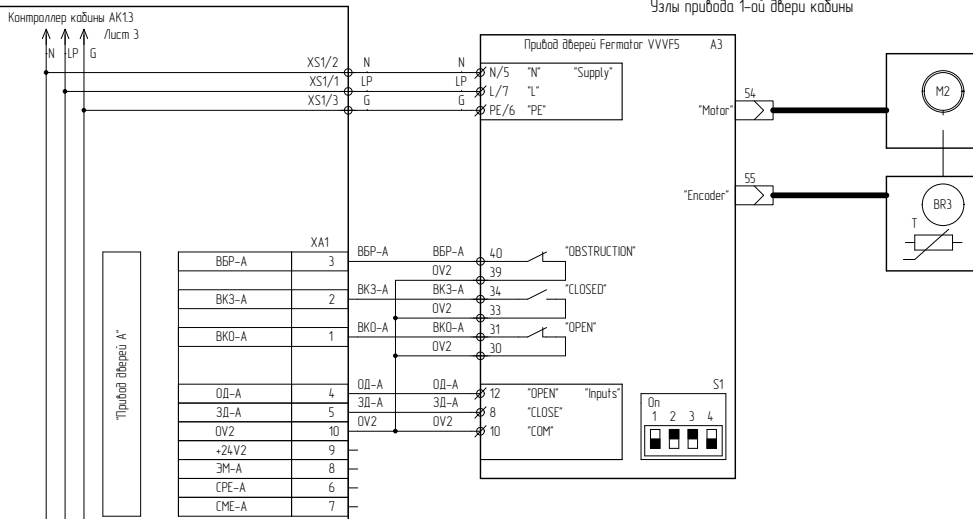 Узлы привода 1-ой двери кабины
Контроллер кабины АК1.3
Лист 3
N LP G
Привод дверей Fermator VVVF5 А3
XS1/2 N N N/5 "N" "Supply"
XS1/1 LP LP L/7 "L"
XS1/3 G G PE/6 "PE"
"Motor" 54
M2
"Encoder" 55
BR3
T
"Привод дверей А"
XA1
ВБР-А 3 ВБР-А ВБР-А 40 "OBSTRUCTION"
0V2 39
ВКЗ-А 2 ВКЗ-А ВКЗ-А 34 "CLOSED"
0V2 33
ВКО-А 1 ВКО-А ВКО-А 31 "OPEN"
0V2 30
ОД-А 4 ОД-А ОД-А 12 "OPEN" "Inputs"
ЗД-А 5 ЗД-А ЗД-А 8 "CLOSE"
0V2 10 0V2 0V2 10 "COM"
+24V2 9
ЭМ-А 8
СРЕ-А 6
СМЕ-А 7
S1
On
1 2 3 4